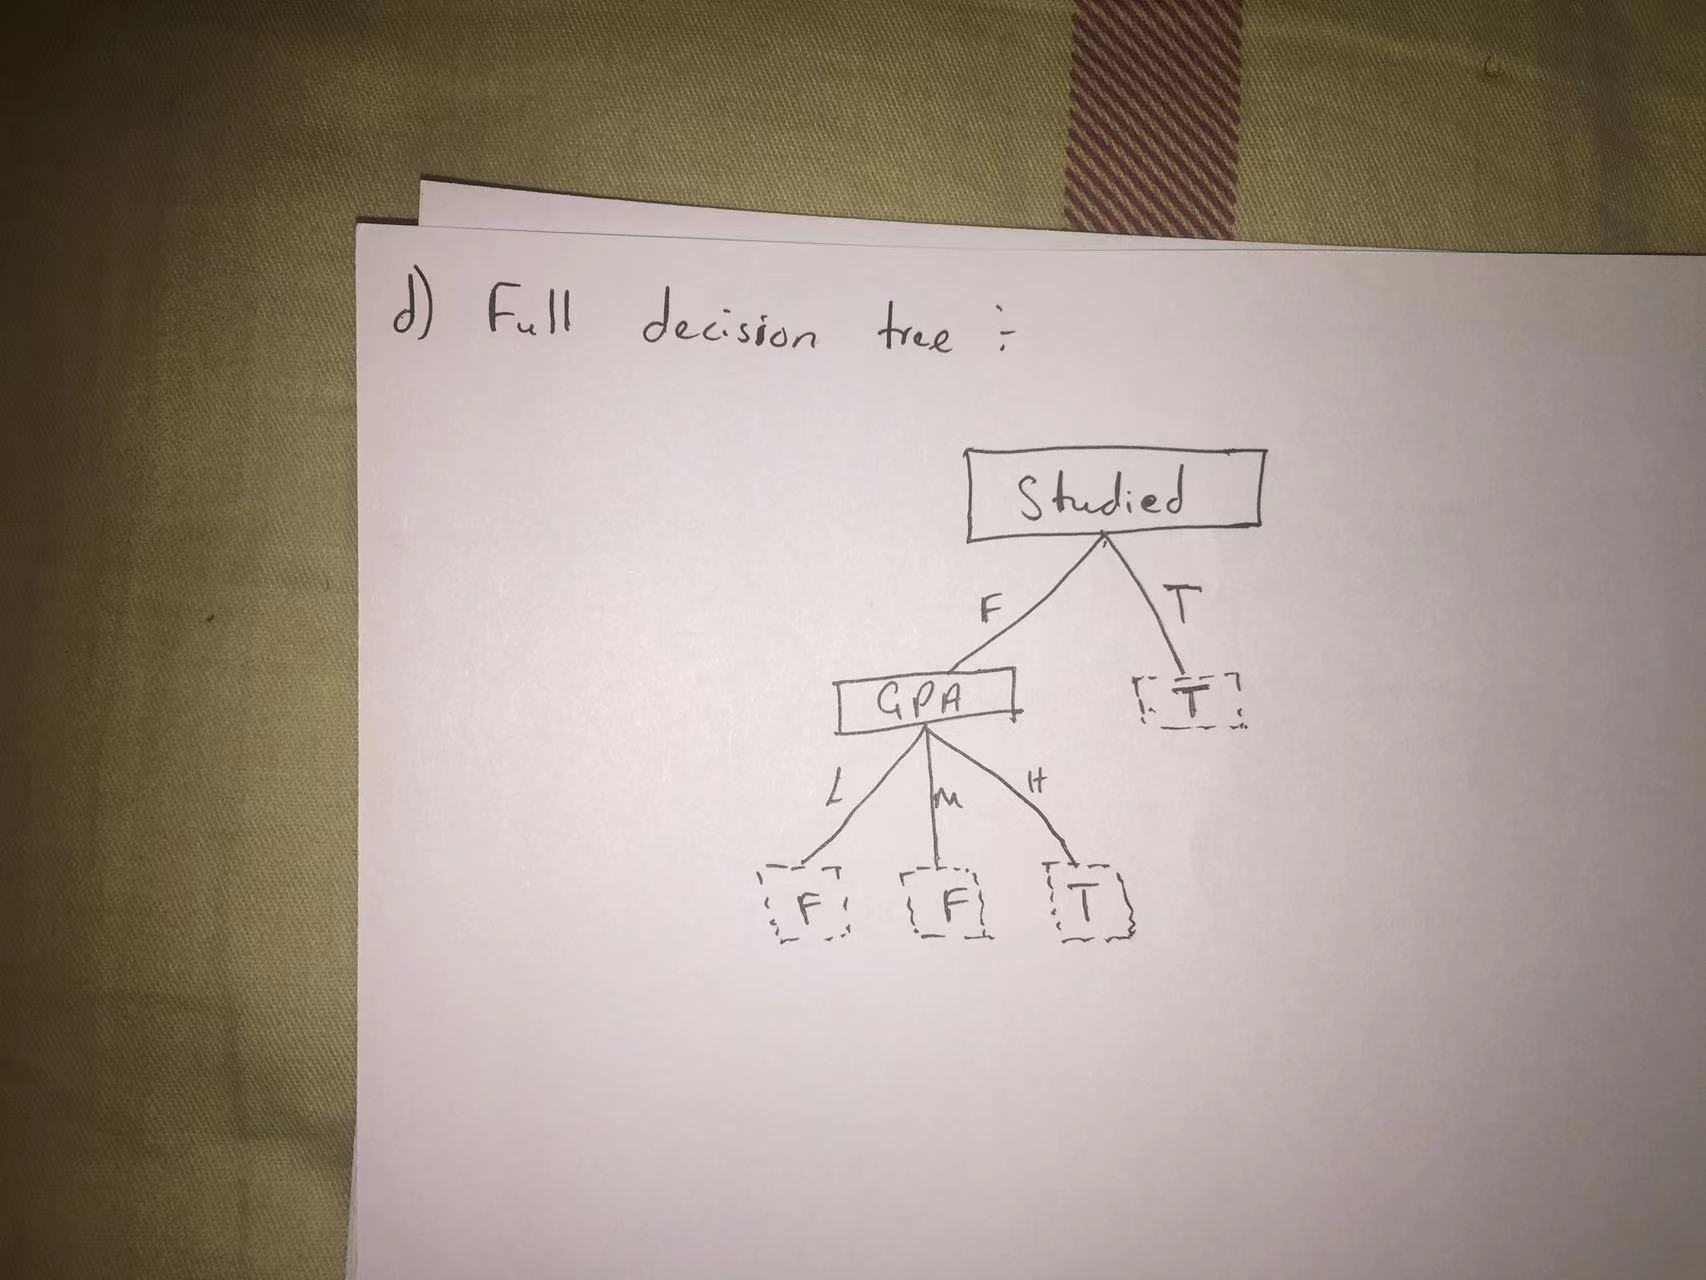 d) Full decision tree :-
Studied
F T
GPA T
L M H
F F T